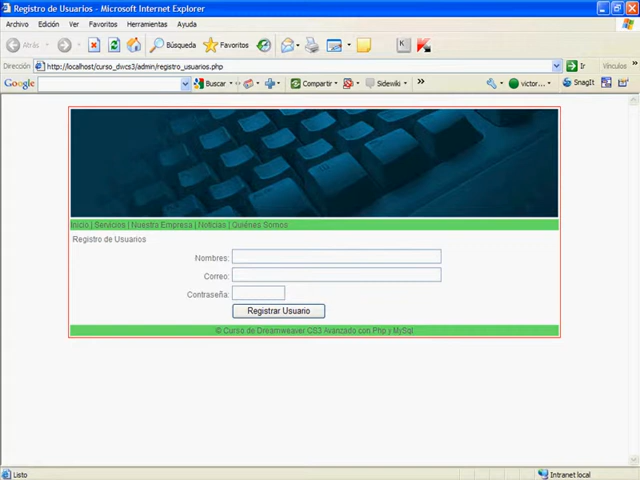 Registro de Usuarios - Microsoft Internet Explorer
Archivo Edición Ver Favoritos Herramientas Ayuda
Atrás Búsqueda Favoritos K
Dirección http://localhost/curso_dwcs3/admin/registro_usuarios.php Ir Vínculos »
Google Buscar Compartir Sidewiki » victor... SnagIt
Inicio | Servicios | Nuestra Empresa | Noticias | Quiénes Somos
Registro de Usuarios
Nombres:
Correo:
Contraseña:
Registrar Usuario
© Curso de Dreamweaver CS3 Avanzado con Php y MySql
Listo Intranet local